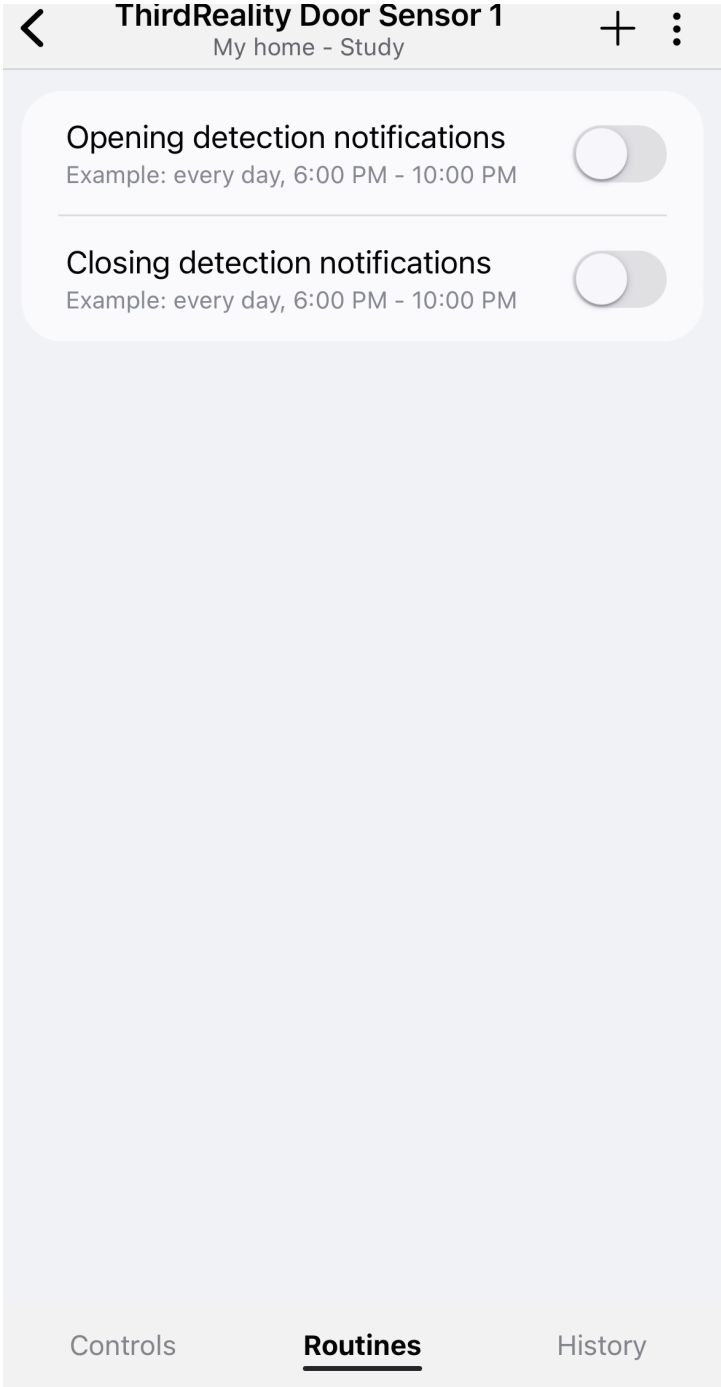 ThirdReality Door Sensor 1
My home - Study
Opening detection notifications
Example: every day, 6:00 PM - 10:00 PM
Closing detection notifications
Example: every day, 6:00 PM - 10:00 PM
Controls
Routines
History